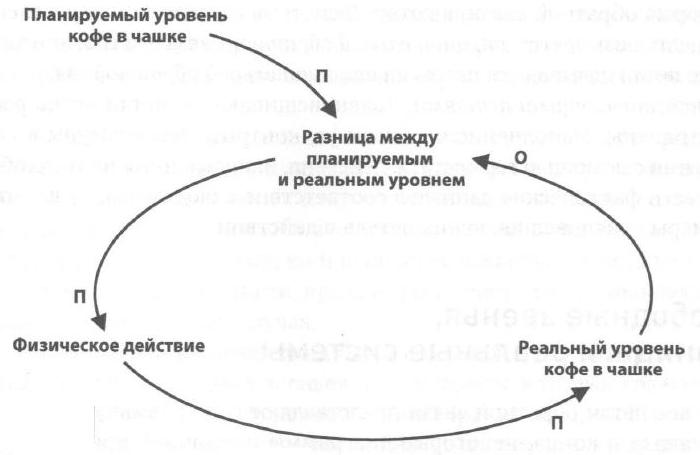 Планируемый уровень
кофе в чашке
П
Разница между
планируемым
и реальным уровнем
О
П
Физическое действие
Реальный уровень
кофе в чашке
П